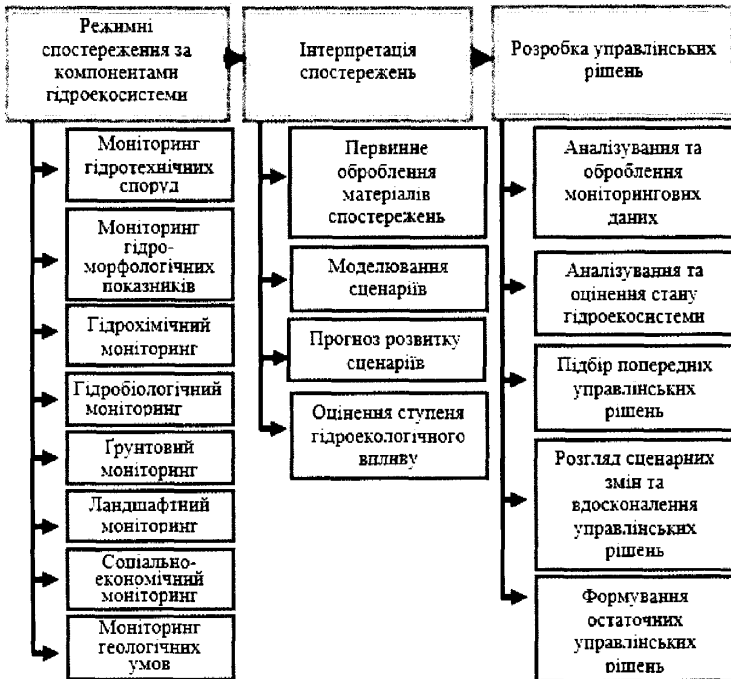 Режимні
спостереження за
компонентами
гідроекосистеми
Моніторинг
гідротехнічних
споруд
Моніторинг
гідро-
морфологічних
показників
Гідрохімічний
моніторинг
Гідробіологічний
моніторинг
Ґрунтовий
моніторинг
Ландшафтний
моніторинг
Соціально-
економічний
моніторинг
Моніторинг
геологічних
умов
Інтерпретація
спостережень
Первинне
оброблення
матеріалів
спостережень
Моделювання
сценаріїв
Прогноз розвитку
сценаріїв
Оцінення ступеня
гідроекологічного
впливу
Розробка управлінських
рішень
Аналізування та
оброблення
моніторингових
даних
Аналізування та
оцінення стану
гідроекосистеми
Підбір попередніх
управлінських
рішень
Розгляд сценарних
змін та
вдосконалення
управлінських
рішень
Формування
остаточних
управлінських
рішень